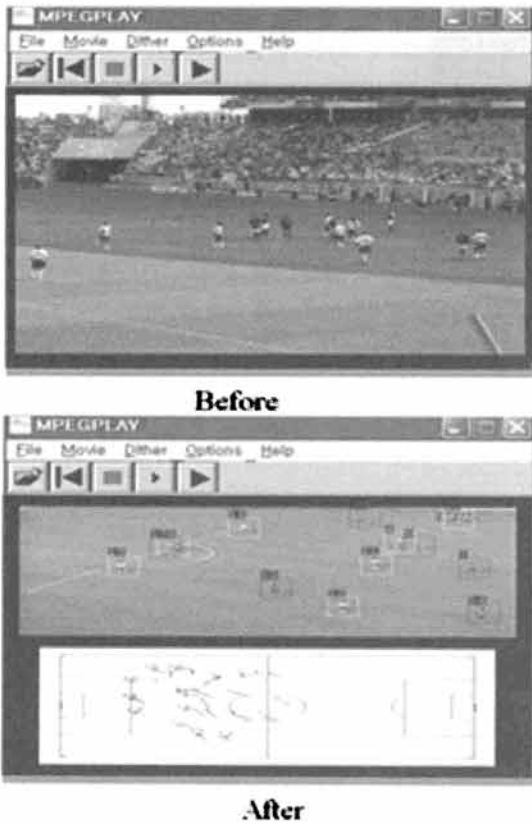 MPEGPLAY
File Movie Dither Options Help
Before
MPEGPLAY
File Movie Dither Options Help
After